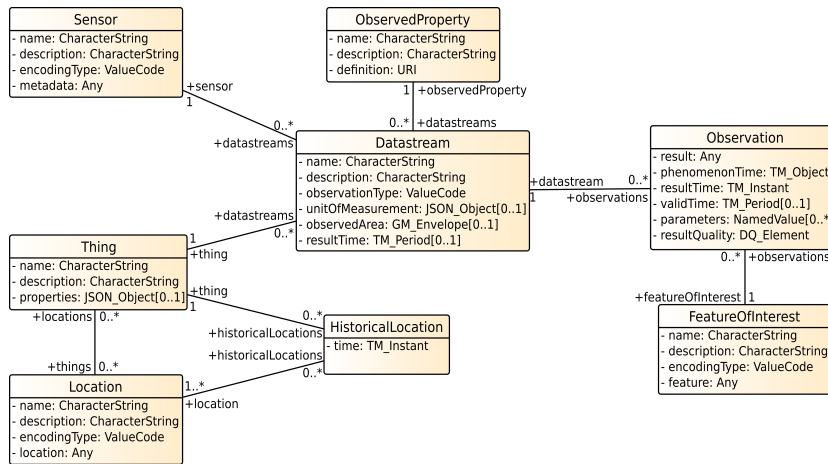 Sensor
- name: CharacterString
- description: CharacterString
- encodingType: ValueCode
- metadata: Any
ObservedProperty
- name: CharacterString
- description: CharacterString
- definition: URI
+sensor
1
0..*
+datastreams
1
+observedProperty
0..*
+datastreams
Datastream
- name: CharacterString
- description: CharacterString
- observationType: ValueCode
- unitOfMeasurement: JSON_Object[0..1]
- observedArea: GM_Envelope[0..1]
- resultTime: TM_Period[0..1]
+datastream
1
0..*
+observations
Observation
- result: Any
- phenomenonTime: TM_Object
- resultTime: TM_Instant
- validTime: TM_Period[0..1]
- parameters: NamedValue[0..*
- resultQuality: DQ_Element
+datastreams
0..*
1
+thing
Thing
- name: CharacterString
- description: CharacterString
- properties: JSON_Object[0..1]
+thing
1
0..*
+historicalLocations
0..*
+observations
+featureOfInterest
1
FeatureOfInterest
- name: CharacterString
- description: CharacterString
- encodingType: ValueCode
- feature: Any
+locations
0..*
+things
0..*
HistoricalLocation
- time: TM_Instant
+historicalLocations
0..*
1..*
+location
Location
- name: CharacterString
- description: CharacterString
- encodingType: ValueCode
- location: Any